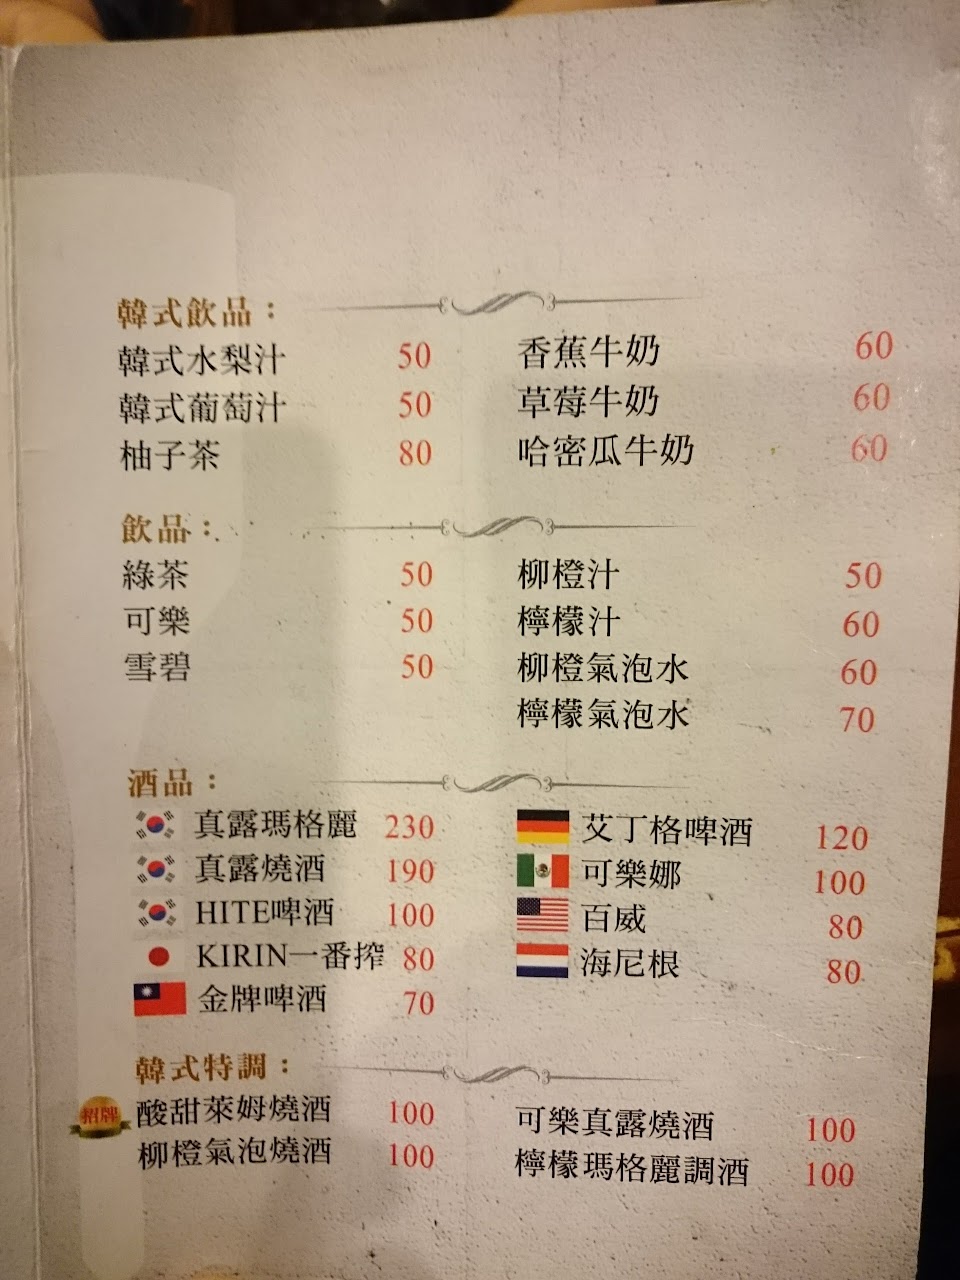 韓式飲品：
韓式水梨汁 50
韓式葡萄汁 50
柚子茶 80
香蕉牛奶 60
草莓牛奶 60
哈密瓜牛奶 60
飲品：
綠茶 50
可樂 50
雪碧 50
柳橙汁 50
檸檬汁 60
柳橙氣泡水 60
檸檬氣泡水 70
酒品：
真露瑪格麗 230
真露燒酒 190
HITE啤酒 100
KIRIN一番搾 80
金牌啤酒 70
艾丁格啤酒 120
可樂娜 100
百威 80
海尼根 80
韓式特調：
招牌 酸甜萊姆燒酒 100
柳橙氣泡燒酒 100
可樂真露燒酒 100
檸檬瑪格麗調酒 100